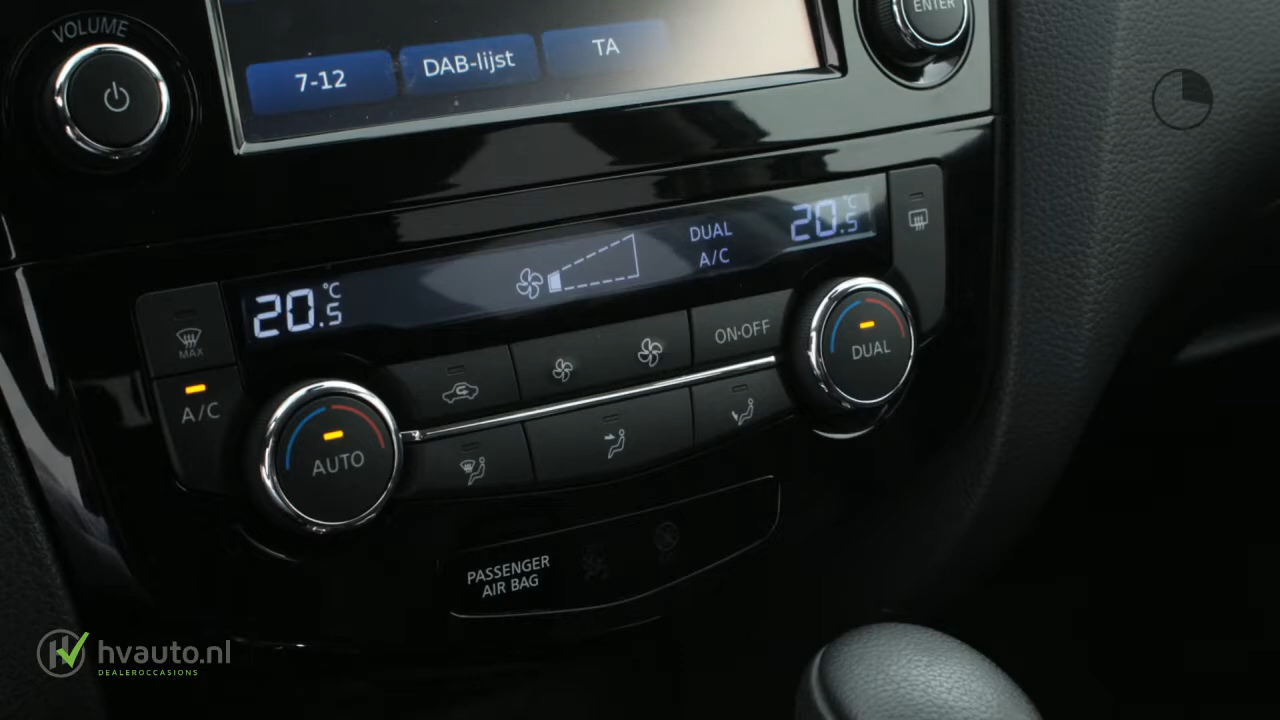 VOLUME
ENTER
7-12
DAB-lijst
TA
20.5 °C
DUAL
A/C
20.5 °C
MAX
A/C
AUTO
ON·OFF
DUAL
PASSENGER
AIR BAG
hvauto.nl
DEALEROCCASIONS